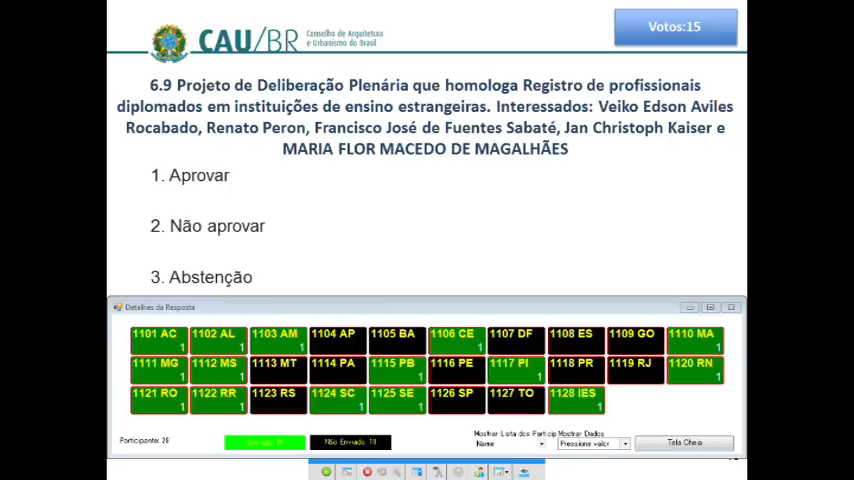 CAU/BR Conselho de Arquitetura
e Urbanismo do Brasil
Votos:15
6.9 Projeto de Deliberação Plenária que homologa Registro de profissionais
diplomados em instituições de ensino estrangeiras. Interessados: Veiko Edson Aviles
Rocabado, Renato Peron, Francisco José de Fuentes Sabaté, Jan Christoph Kaiser e
MARIA FLOR MACEDO DE MAGALHÃES
1. Aprovar
2. Não aprovar
3. Abstenção
Detalhes da Resposta
1101 AC 1102 AL 1103 AM 1104 AP 1105 BA 1106 CE 1107 DF 1108 ES 1109 GO 1110 MA
1 1 1 1 1
1111 MG 1112 MS 1113 MT 1114 PA 1115 PB 1116 PE 1117 PI 1118 PR 1119 RJ 1120 RN
1 1 1 1 1
1121 RO 1122 RR 1123 RS 1124 SC 1125 SE 1126 SP 1127 TO 1128 IES
1 1 1 1 1
Mostrar Lista dos Particip Mostrar Dados
Participante: 28 Não Enviado: 13 Name Pressione valor Tela Cheia